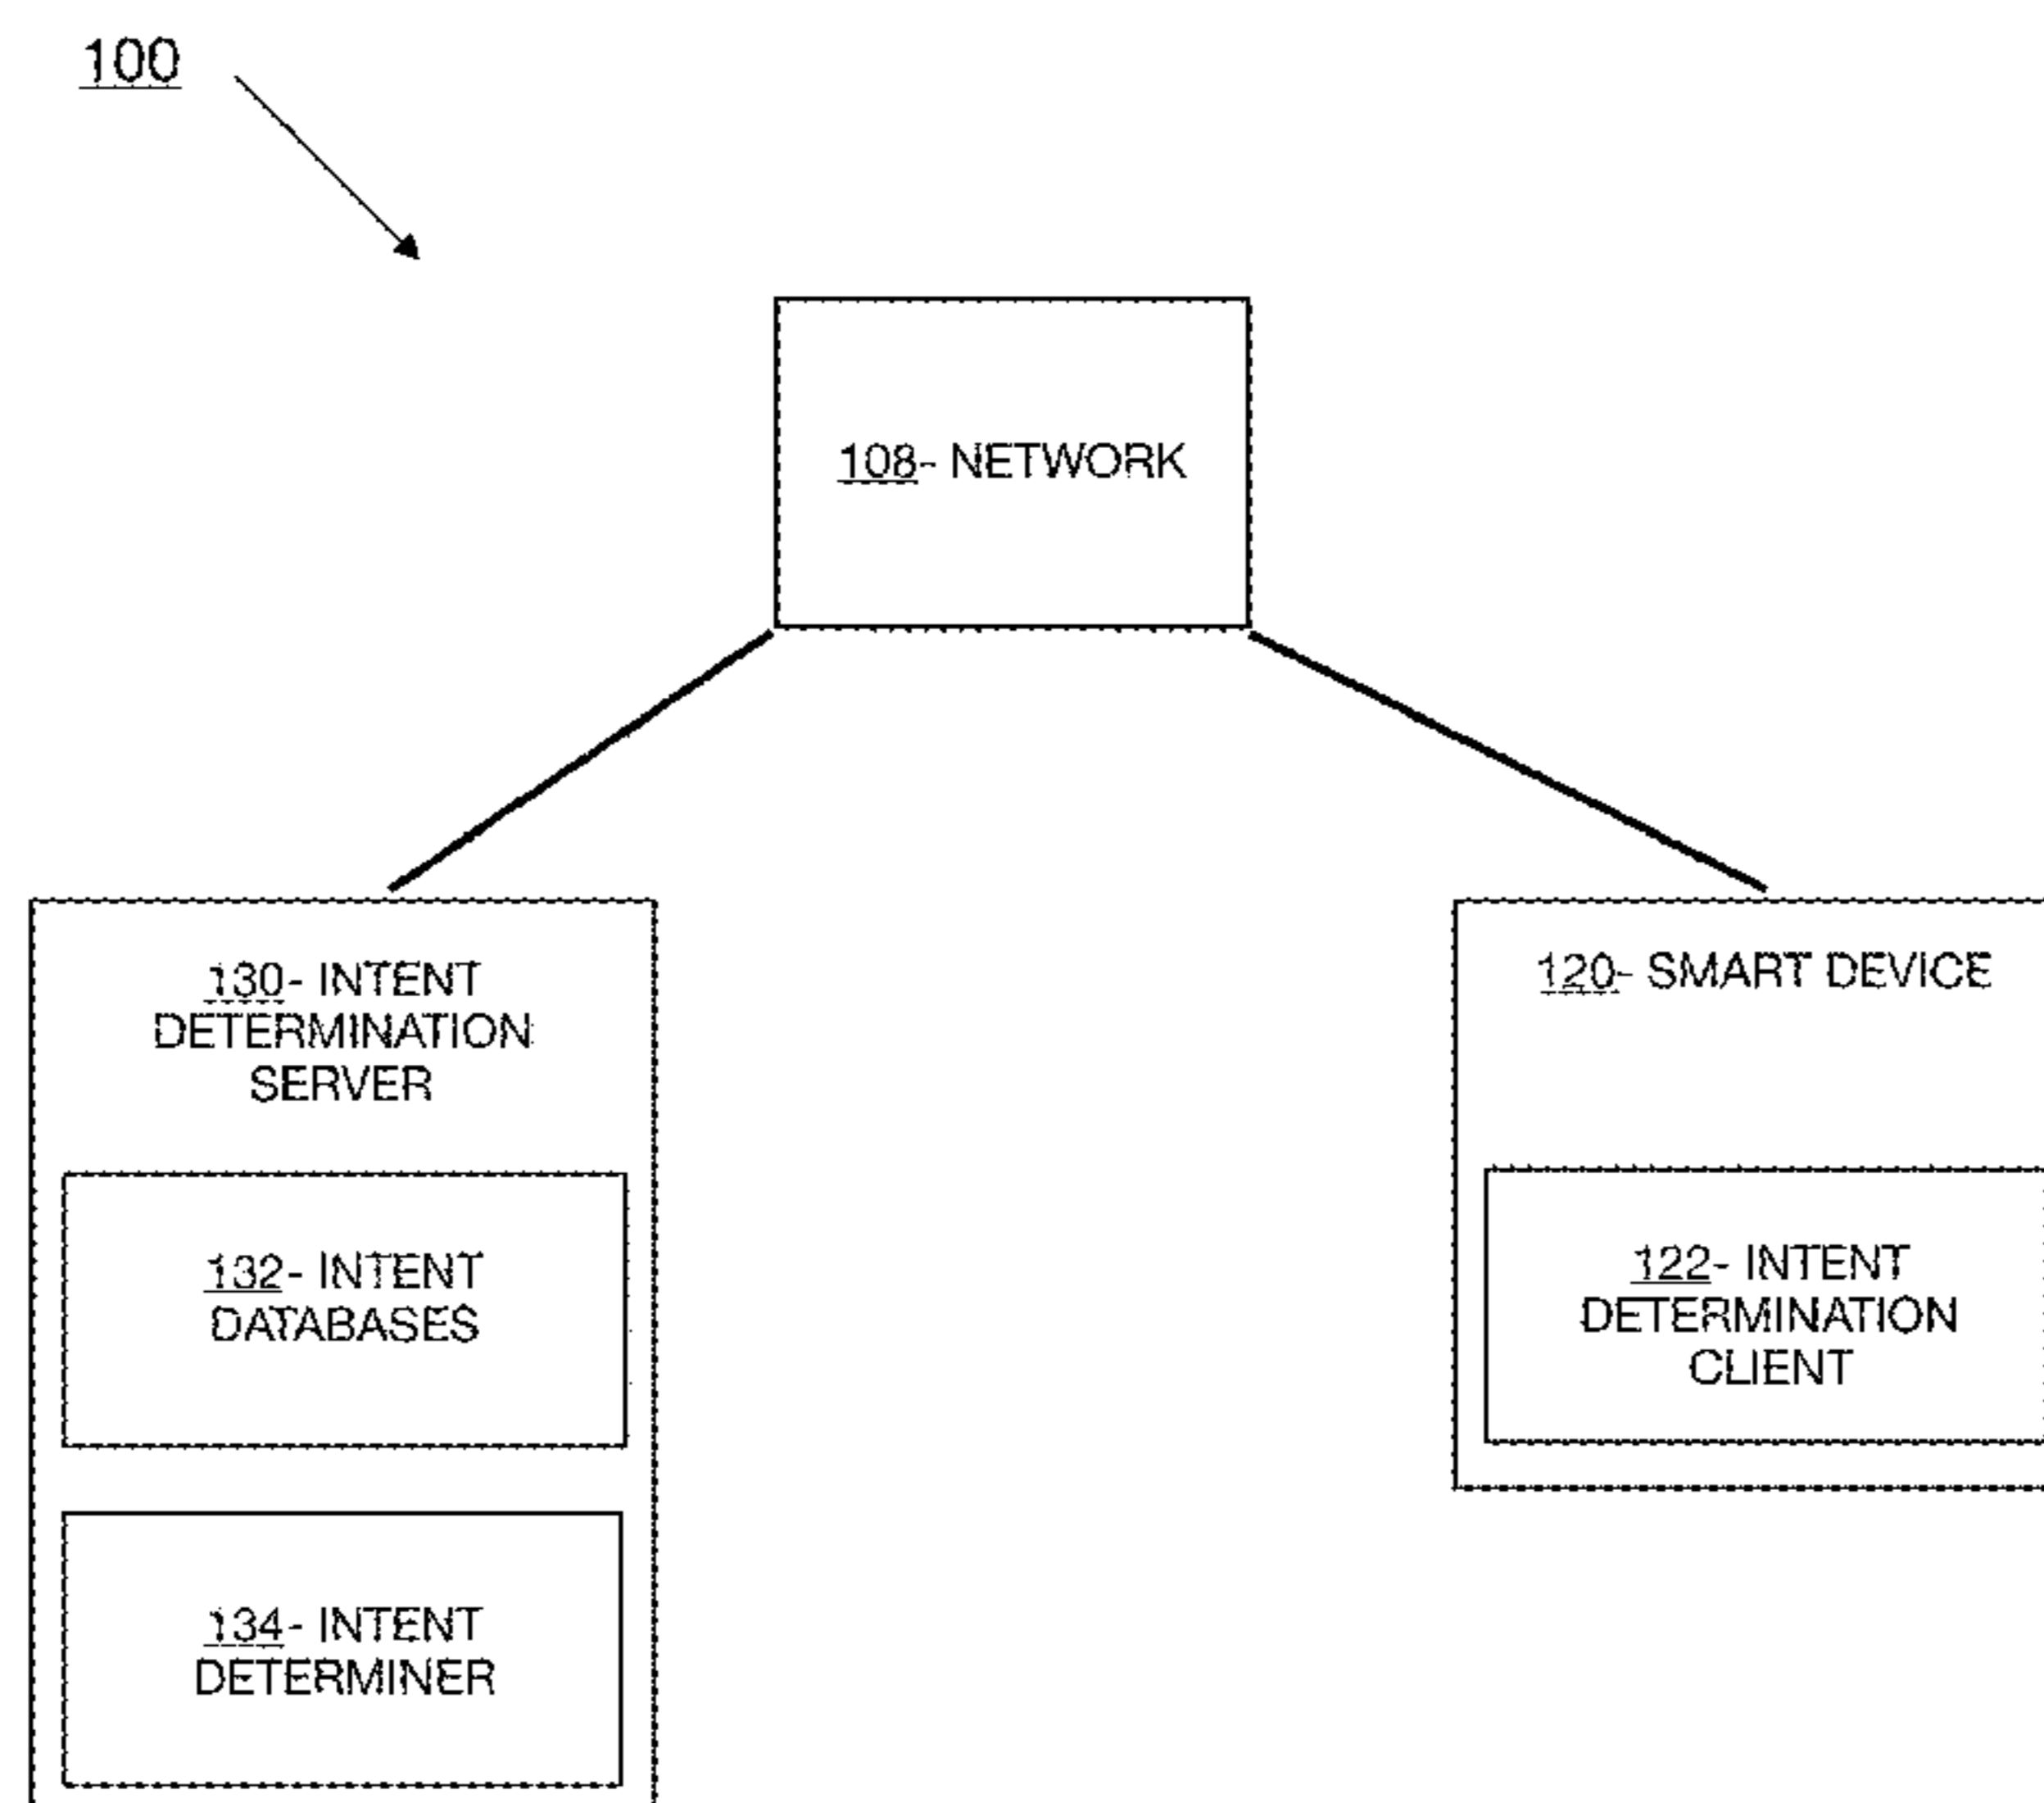 100
108- NETWORK
130- INTENT
DETERMINATION
SERVER
132- INTENT
DATABASES
134- INTENT
DETERMINER
120- SMART DEVICE
122- INTENT
DETERMINATION
CLIENT